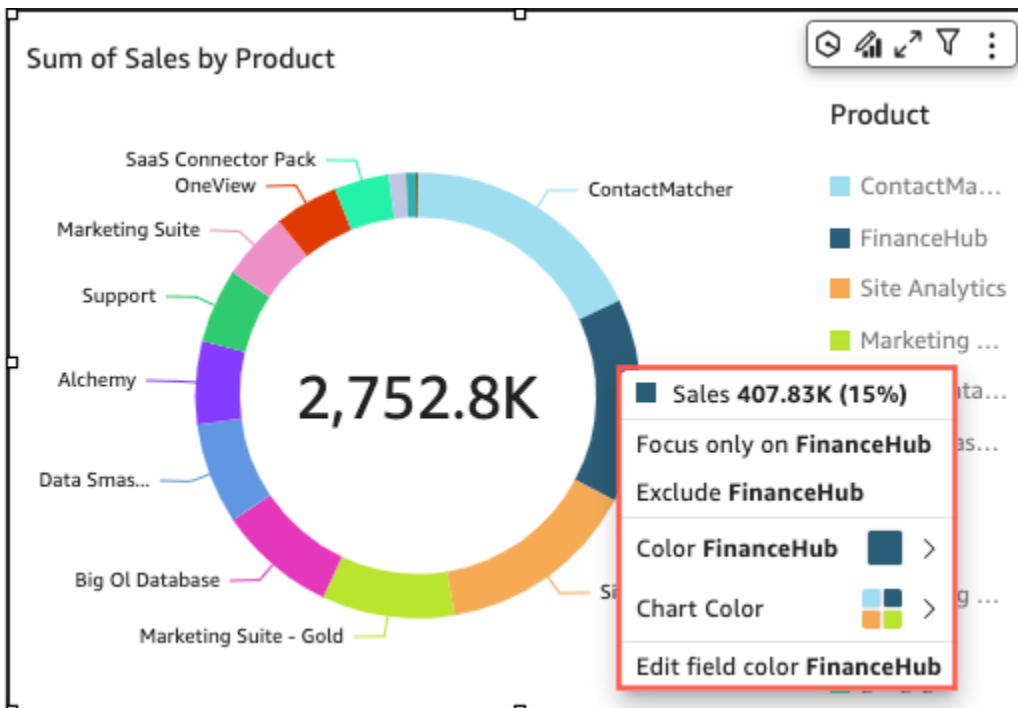 Sum of Sales by Product
Product
SaaS Connector Pack
OneView
ContactMatcher
ContactMa...
Marketing Suite
FinanceHub
Support
Site Analytics
Marketing ...
Alchemy
2,752.8K
Sales 407.83K (15%)
Focus only on FinanceHub
Exclude FinanceHub
Data Smas...
Color FinanceHub
Big Ol Database
Chart Color
Marketing Suite - Gold
Edit field color FinanceHub